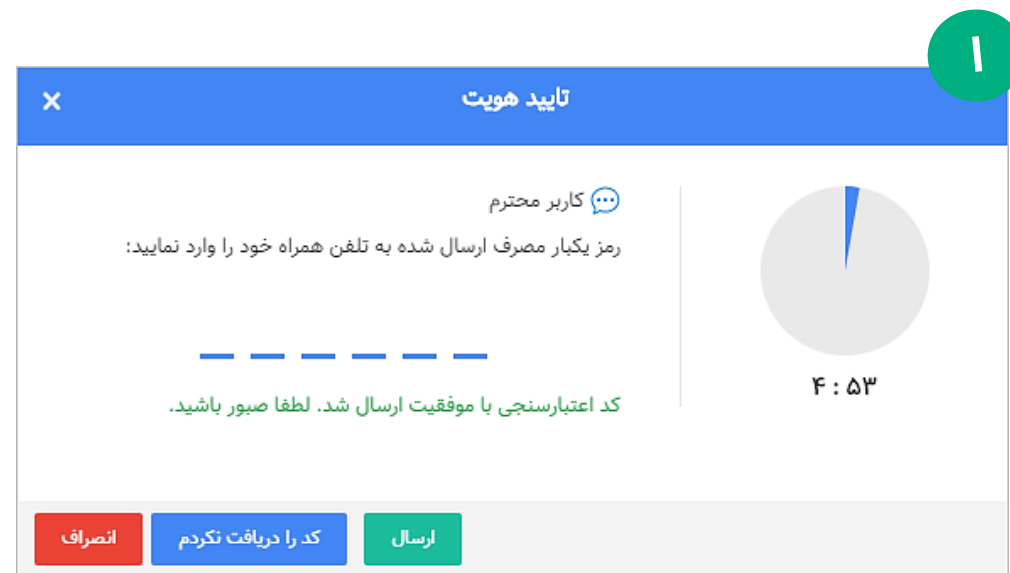 ۱
تایید هویت
کاربر محترم
رمز یکبار مصرف ارسال شده به تلفن همراه خود را وارد نمایید:
۴ : ۵۳
کد اعتبارسنجی با موفقیت ارسال شد. لطفا صبور باشید.
ارسال
کد را دریافت نکردم
انصراف